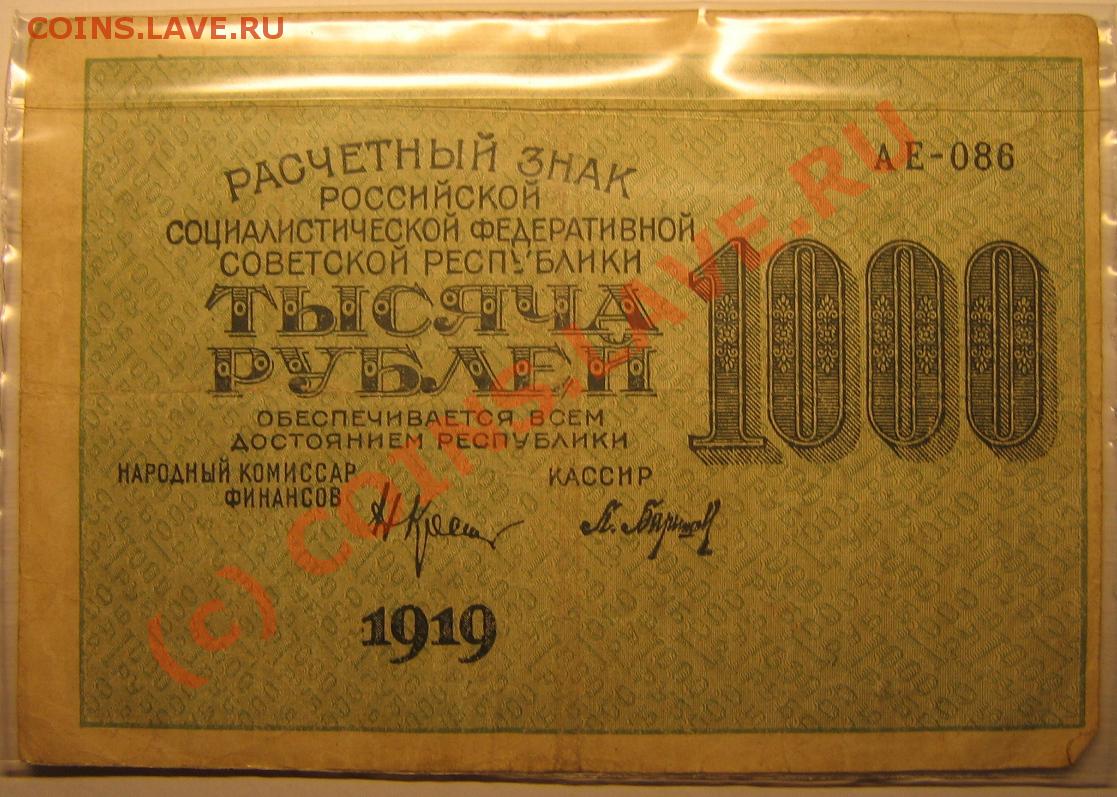 COINS.LAVE.RU
РАСЧЕТНЫЙ ЗНАК
АЕ-086
РОССИЙСКОЙ
СОЦИАЛИСТИЧЕСКОЙ ФЕДЕРАТИВНОЙ
СОВЕТСКОЙ РЕСПУБЛИКИ
ТЫСЯЧА
РУБЛЕЙ
1000
ОБЕСПЕЧИВАЕТСЯ ВСЕМ
ДОСТОЯНИЕМ РЕСПУБЛИКИ
НАРОДНЫЙ КОМИССАР
ФИНАНСОВ
КАССИР
1919
(c) COINS.LAVE.RU